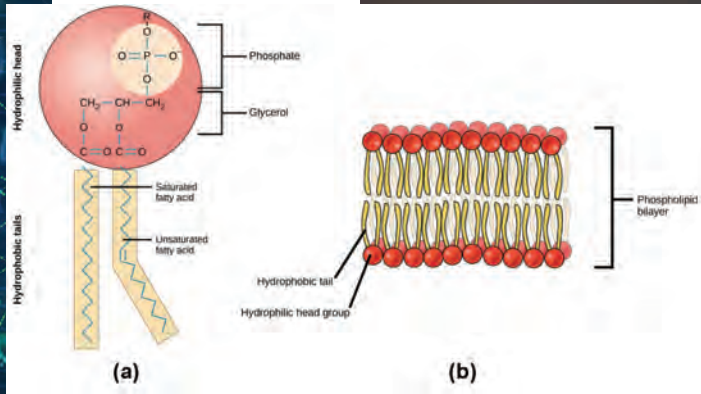 Hydrophilic head
R
O
O=P–O⁻
O
Phosphate
CH₂ CH CH₂
Glycerol
O O
C=O C=O
Saturated
fatty acid
Unsaturated
fatty acid
Hydrophobic tails
(a)
Phospholipid
bilayer
Hydrophobic tail
Hydrophilic head group
(b)